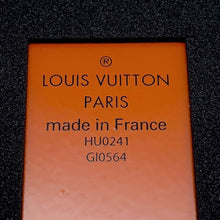 ®
LOUIS VUITTON
PARIS
made in France
HU0241
GI0564